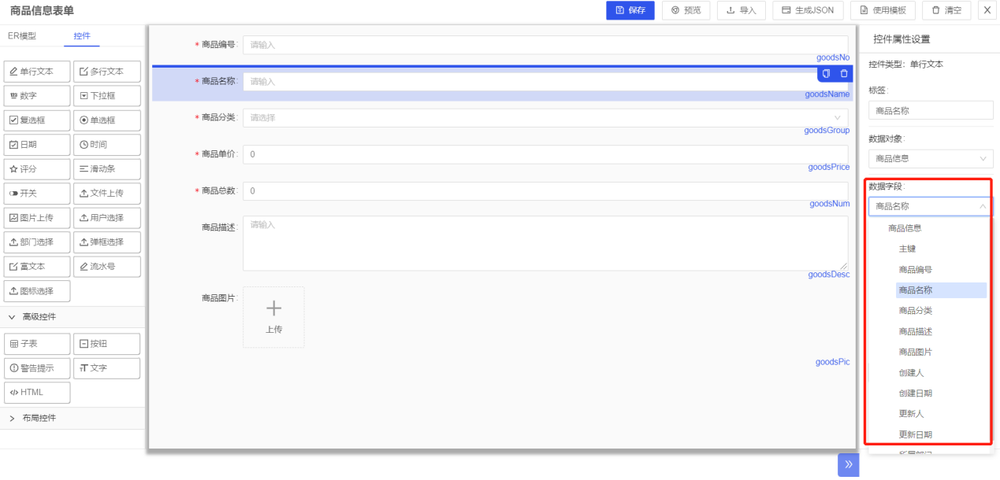 商品信息表单
保存 预览 导入 生成JSON 使用模板 清空 X
ER模型 控件
单行文本 多行文本
数字 下拉框
复选框 单选框
日期 时间
评分 滑动条
开关 文件上传
图片上传 用户选择
部门选择 弹框选择
富文本 流水号
图标选择
高级控件
子表 按钮
警告提示 文字
HTML
布局控件
* 商品编号: 请输入
goodsNo
* 商品名称: 请输入
goodsName
* 商品分类: 请选择
goodsGroup
* 商品单价: 0
goodsPrice
* 商品总数: 0
goodsNum
商品描述: 请输入
goodsDesc
商品图片:
上传
goodsPic
控件属性设置
控件类型: 单行文本
标签:
商品名称
数据对象:
商品信息
数据字段:
商品名称
商品信息
主键
商品编号
商品名称
商品分类
商品描述
商品图片
创建人
创建日期
更新人
更新日期